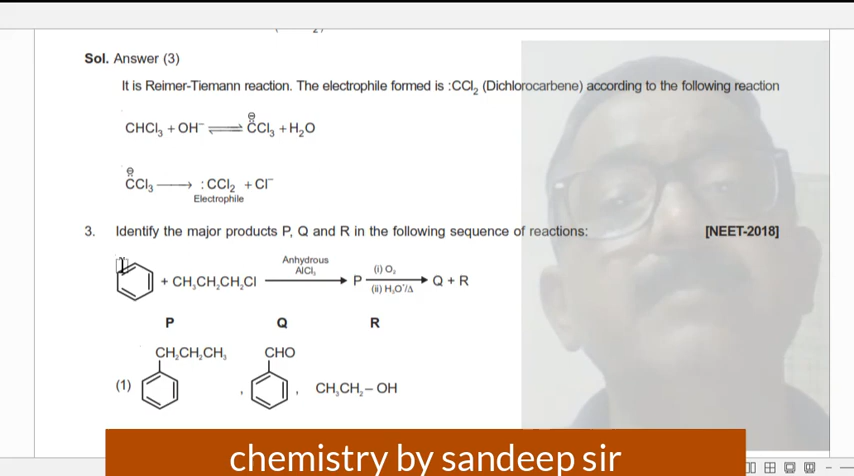 Sol. Answer (3)
It is Reimer-Tiemann reaction. The electrophile formed is :CCl₂ (Dichlorocarbene) according to the following reaction
CHCl₃ + OH⁻ ⇌ C̈Cl₃⊖ + H₂O
C̈Cl₃⊖ ⟶ :CCl₂ + Cl⁻
Electrophile
3. Identify the major products P, Q and R in the following sequence of reactions: [NEET-2018]
Anhydrous
AlCl₃
(i) O₂
+ CH₃CH₂CH₂Cl ⟶ P ⟶ Q + R
(ii) H₃O⁺/Δ
P Q R
CH₂CH₂CH₃ CHO
(1) , , CH₃CH₂ – OH
chemistry by sandeep sir